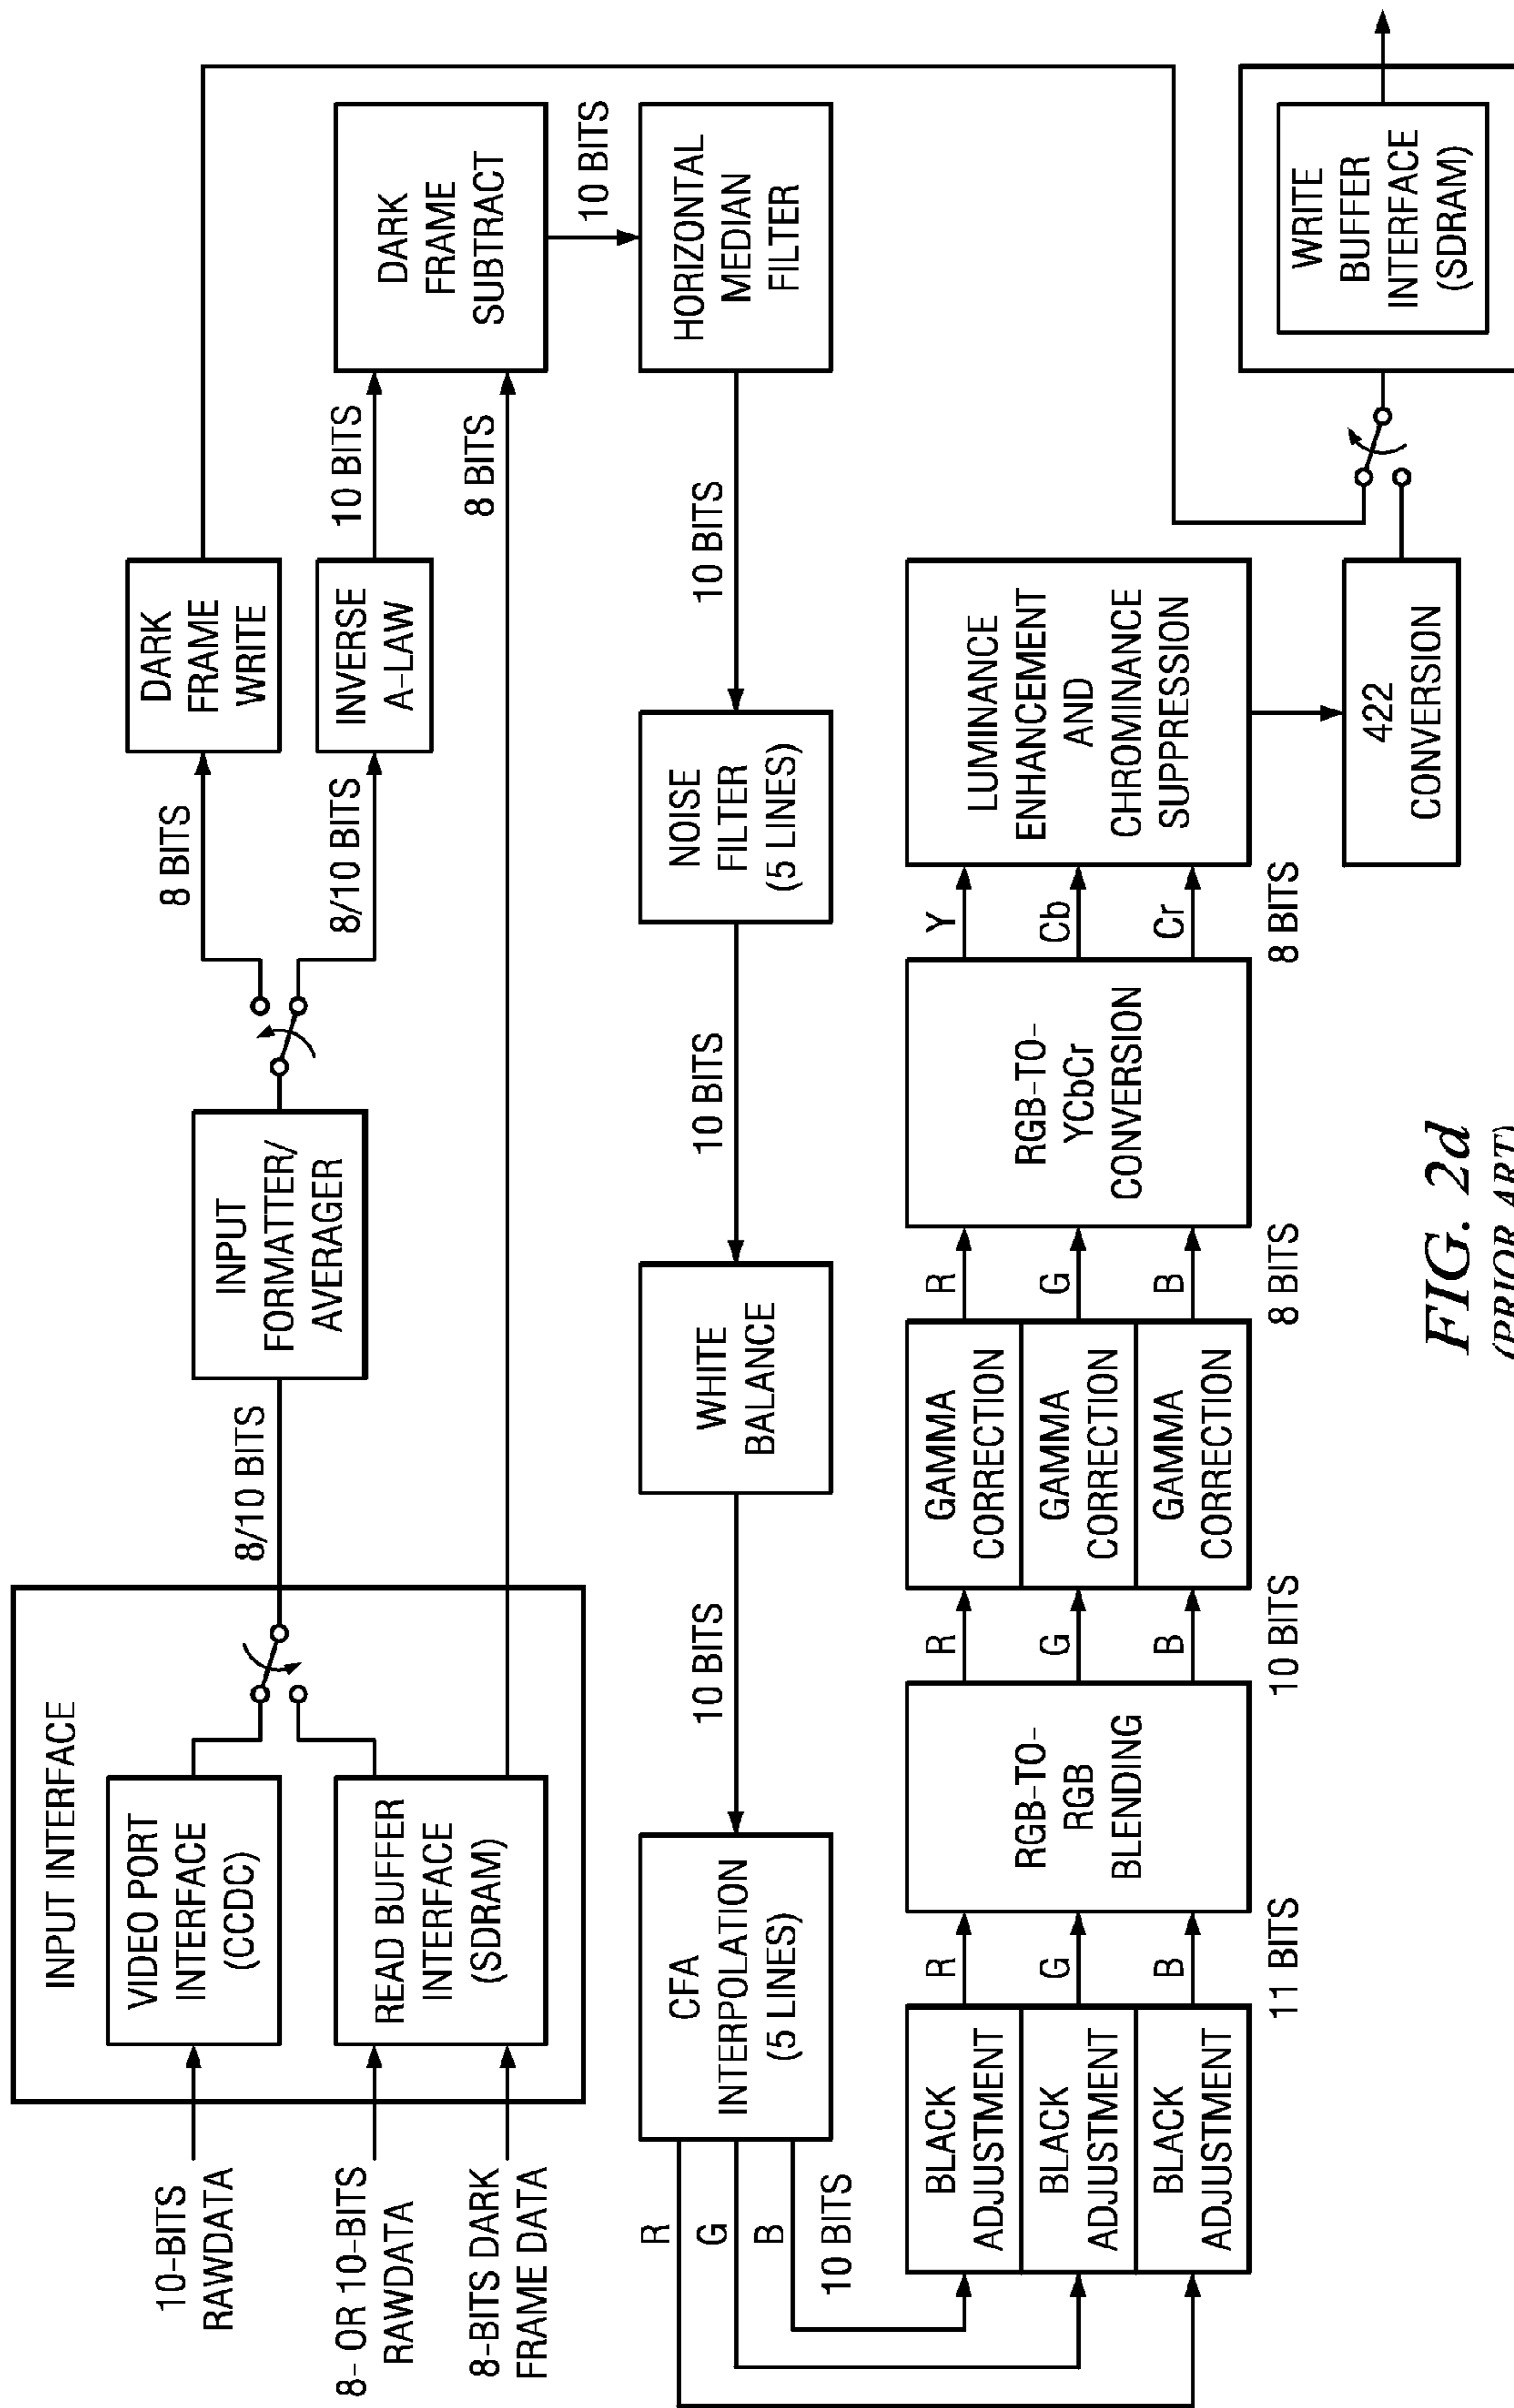 INPUT INTERFACE
10-BITS
RAWDATA
VIDEO PORT
INTERFACE
(CCDC)
8- OR 10-BITS
RAWDATA
READ BUFFER
INTERFACE
(SDRAM)
8-BITS DARK
FRAME DATA
8/10 BITS
INPUT
FORMATTER/
AVERAGER
8 BITS
8/10 BITS
DARK
FRAME
WRITE
INVERSE
A-LAW
10 BITS
8 BITS
DARK
FRAME
SUBTRACT
10 BITS
HORIZONTAL
MEDIAN
FILTER
10 BITS
NOISE
FILTER
(5 LINES)
10 BITS
WHITE
BALANCE
10 BITS
CFA
INTERPOLATION
(5 LINES)
R
G
B
10 BITS
BLACK
ADJUSTMENT
BLACK
ADJUSTMENT
BLACK
ADJUSTMENT
R
G
B
11 BITS
RGB-TO-
RGB
BLENDING
R
G
B
10 BITS
GAMMA
CORRECTION
GAMMA
CORRECTION
GAMMA
CORRECTION
R
G
B
8 BITS
RGB-TO-
YCbCr
CONVERSION
Y
Cb
Cr
8 BITS
LUMINANCE
ENHANCEMENT
AND
CHROMINANCE
SUPPRESSION
422
CONVERSION
WRITE
BUFFER
INTERFACE
(SDRAM)
FIG. 2d
(PRIOR ART)